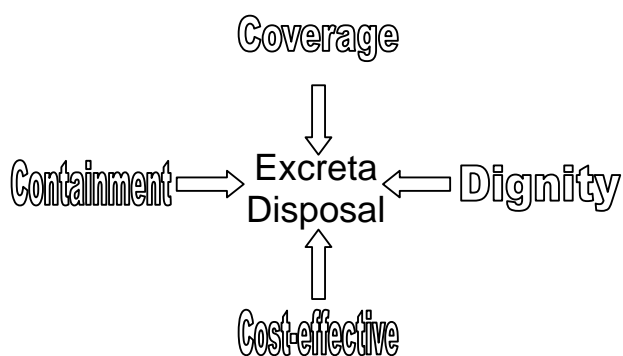 Coverage
Containment
Excreta
Disposal
Dignity
Cost-effective